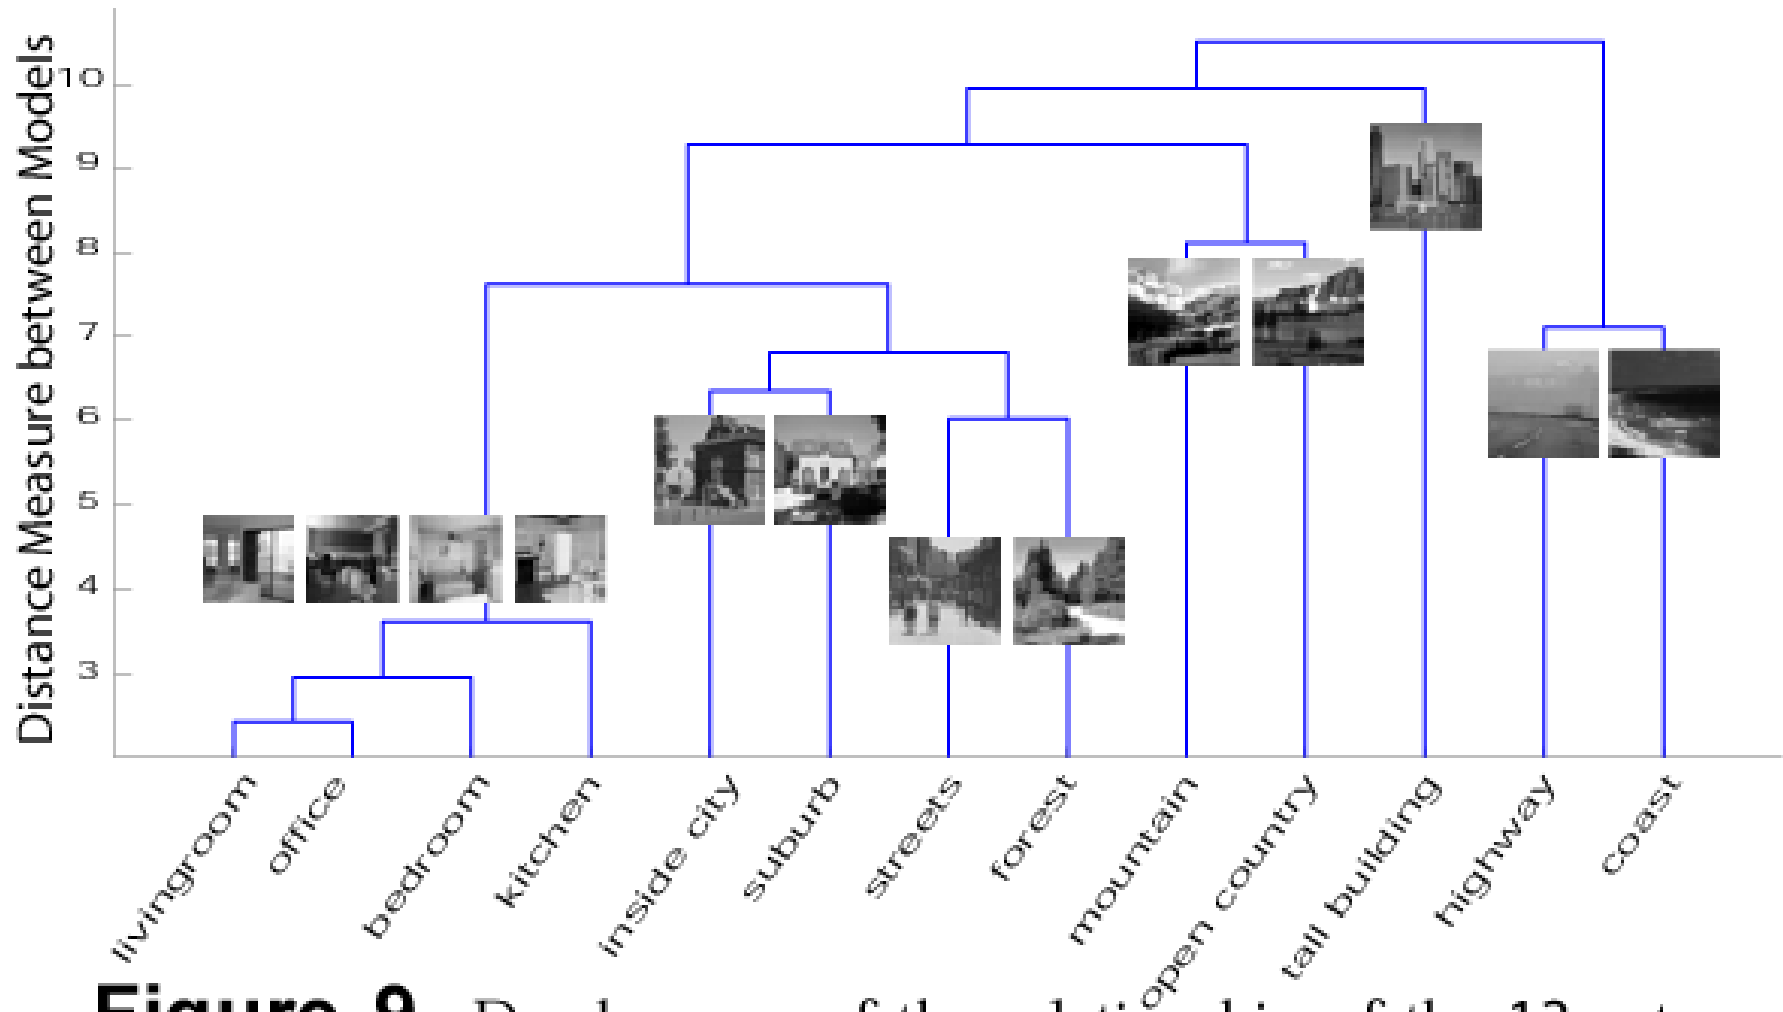 Distance Measure between Models
10
9
8
7
6
5
4
3
livingroom
office
bedroom
kitchen
inside city
suburb
streets
forest
mountain
open country
tall building
highway
coast
Figure 9